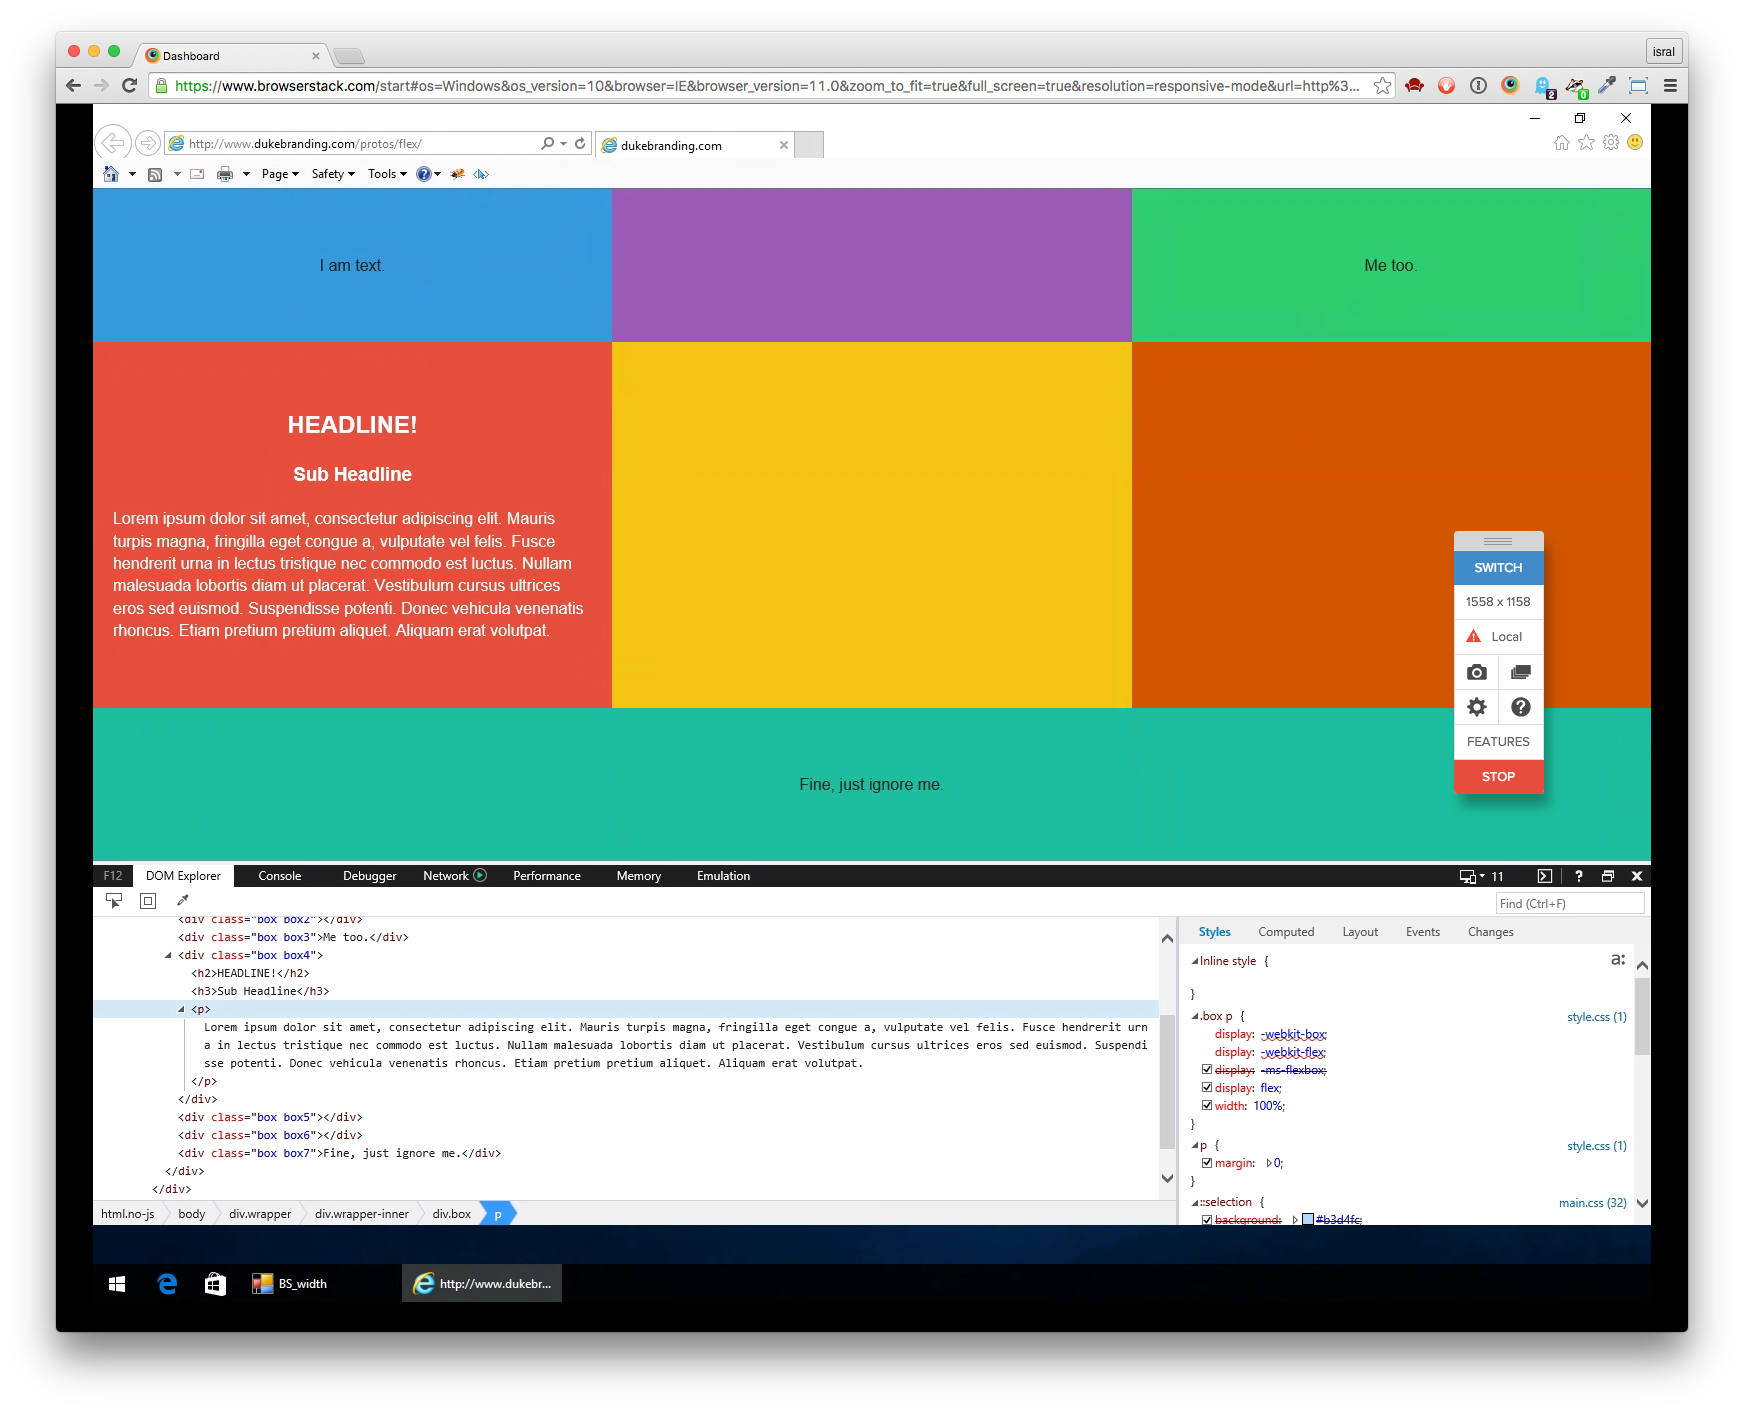 Dashboard
isral
https://www.browserstack.com/start#os=Windows&os_version=10&browser=IE&browser_version=11.0&zoom_to_fit=true&full_screen=true&resolution=responsive-mode&url=http%3...
2
0
http://www.dukebranding.com/protos/flex/
dukebranding.com
Page
Safety
Tools
I am text.
Me too.
HEADLINE!
Sub Headline
Lorem ipsum dolor sit amet, consectetur adipiscing elit. Mauris
turpis magna, fringilla eget congue a, vulputate vel felis. Fusce
hendrerit urna in lectus tristique nec commodo est luctus. Nullam
malesuada lobortis diam ut placerat. Vestibulum cursus ultrices
eros sed euismod. Suspendisse potenti. Donec vehicula venenatis
rhoncus. Etiam pretium pretium aliquet. Aliquam erat volutpat.
SWITCH
1558 x 1158
Local
FEATURES
STOP
Fine, just ignore me.
F12 DOM Explorer Console Debugger Network Performance Memory Emulation 11
Find (Ctrl+F)
<div class="box box2"></div>
<div class="box box3">Me too.</div>
<div class="box box4">
<h2>HEADLINE!</h2>
<h3>Sub Headline</h3>
<p>
Lorem ipsum dolor sit amet, consectetur adipiscing elit. Mauris turpis magna, fringilla eget congue a, vulputate vel felis. Fusce hendrerit urn
a in lectus tristique nec commodo est luctus. Nullam malesuada lobortis diam ut placerat. Vestibulum cursus ultrices eros sed euismod. Suspendi
sse potenti. Donec vehicula venenatis rhoncus. Etiam pretium pretium aliquet. Aliquam erat volutpat.
</p>
</div>
<div class="box box5"></div>
<div class="box box6"></div>
<div class="box box7">Fine, just ignore me.</div>
</div>
</div>
html.no-js body div.wrapper div.wrapper-inner div.box p
Styles Computed Layout Events Changes
Inline style {
a:
}
.box p { style.css (1)
display: -webkit-box;
display: -webkit-flex;
display: -ms-flexbox;
display: flex;
width: 100%;
}
p { style.css (1)
margin: 0;
}
::selection { main.css (32)
background: #b3d4fc;
BS_width
http://www.dukebr...